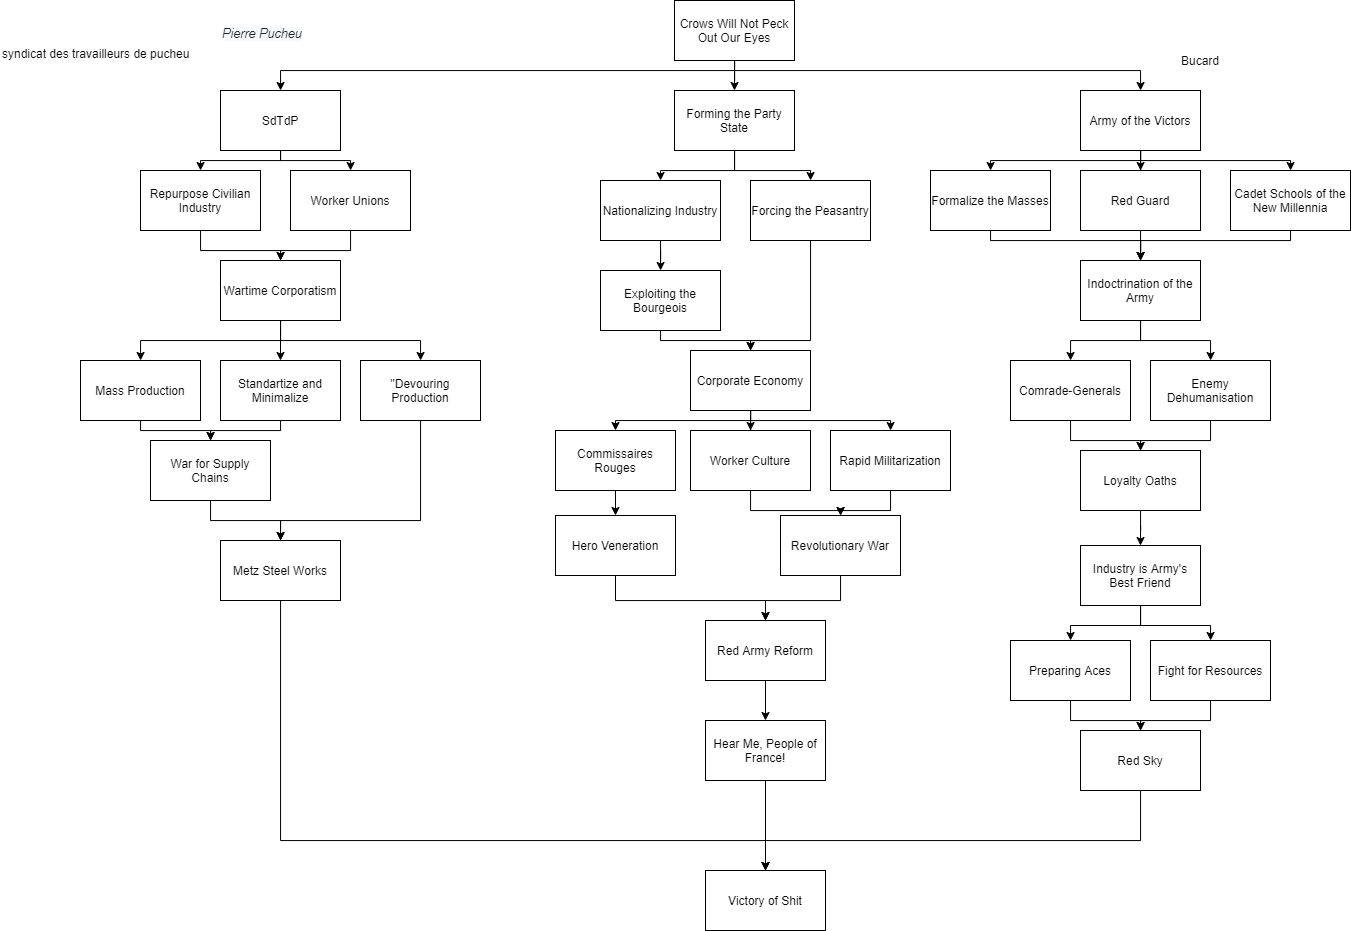 Crows Will Not Peck
Out Our Eyes
Pierre Pucheu
syndicat des travailleurs de pucheu
Bucard
SdTdP
Forming the Party
State
Army of the Victors
Repurpose Civilian
Industry
Worker Unions
Nationalizing Industry
Forcing the Peasantry
Formalize the Masses
Red Guard
Cadet Schools of the
New Millennia
Wartime Corporatism
Exploiting the
Bourgeois
Indoctrination of the
Army
Mass Production
Standartize and
Minimalize
"Devouring
Production
Corporate Economy
Comrade-Generals
Enemy
Dehumanisation
War for Supply
Chains
Commissaires
Rouges
Worker Culture
Rapid Militarization
Loyalty Oaths
Metz Steel Works
Hero Veneration
Revolutionary War
Industry is Army's
Best Friend
Red Army Reform
Preparing Aces
Fight for Resources
Hear Me, People of
France!
Red Sky
Victory of Shit